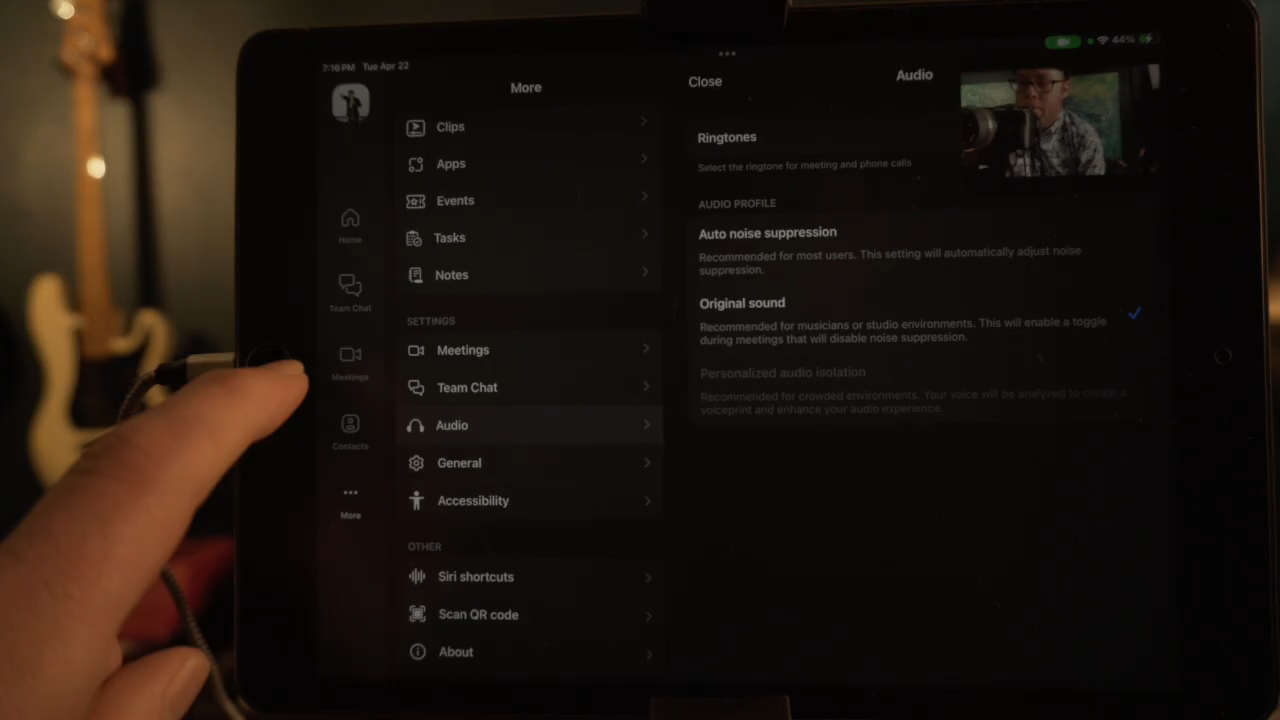 7:16 PM Tue Apr 22
44%
More
Clips
Apps
Events
Tasks
Notes
SETTINGS
Meetings
Team Chat
Audio
General
Accessibility
OTHER
Siri shortcuts
Scan QR code
About
Home
Team Chat
Meetings
Contacts
More
Close
Audio
Ringtones
Select the ringtone for meeting and phone calls
AUDIO PROFILE
Auto noise suppression
Recommended for most users. This setting will automatically adjust noise
suppression.
Original sound
Recommended for musicians or studio environments. This will enable a toggle
during meetings that will disable noise suppression.
Personalized audio isolation
Recommended for crowded environments. Your voice will be analyzed to create a
voiceprint and enhance your audio experience.